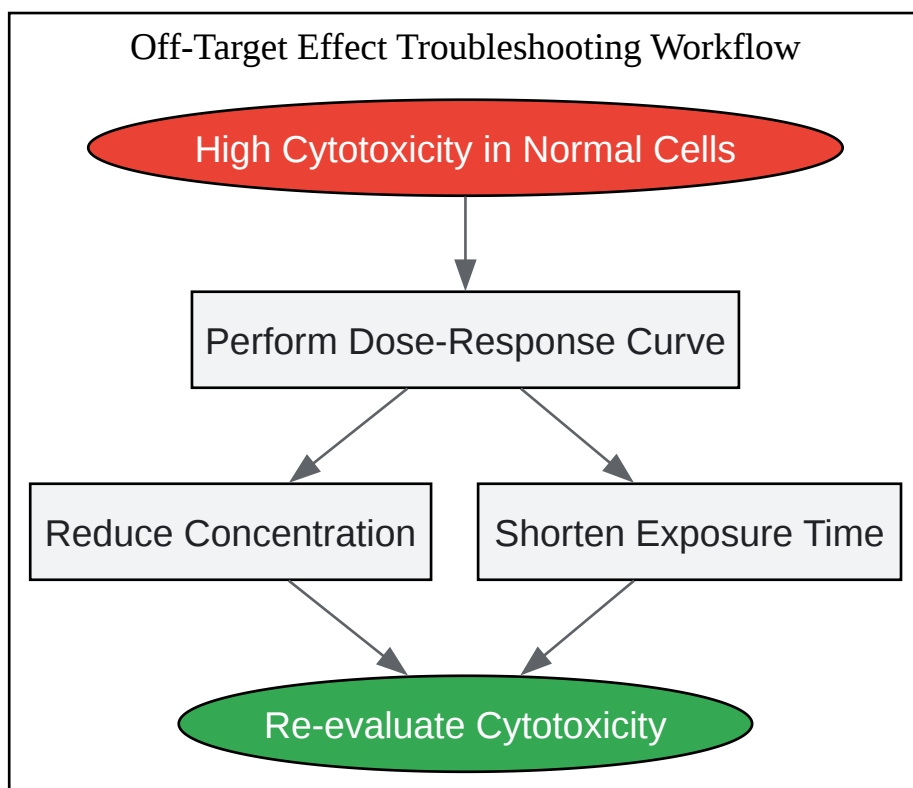 Off-Target Effect Troubleshooting Workflow
High Cytotoxicity in Normal Cells
Perform Dose-Response Curve
Reduce Concentration
Shorten Exposure Time
Re-evaluate Cytotoxicity